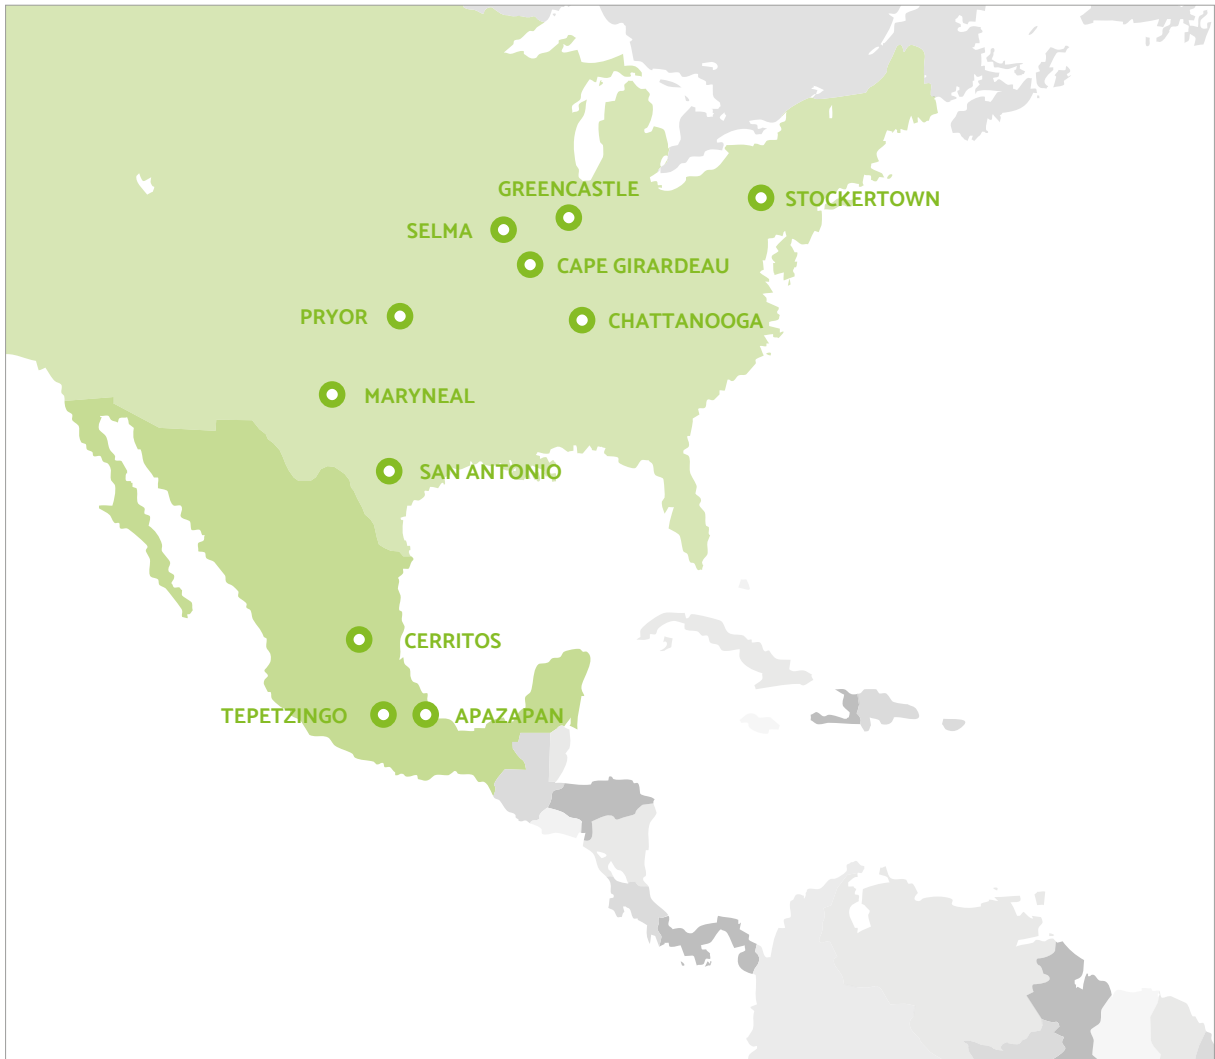 GREENCASTLE
STOCKERTOWN
SELMA
CAPE GIRARDEAU
PRYOR
CHATTANOOGA
MARYNEAL
SAN ANTONIO
CERRITOS
TEPETZINGO
APAZAPAN